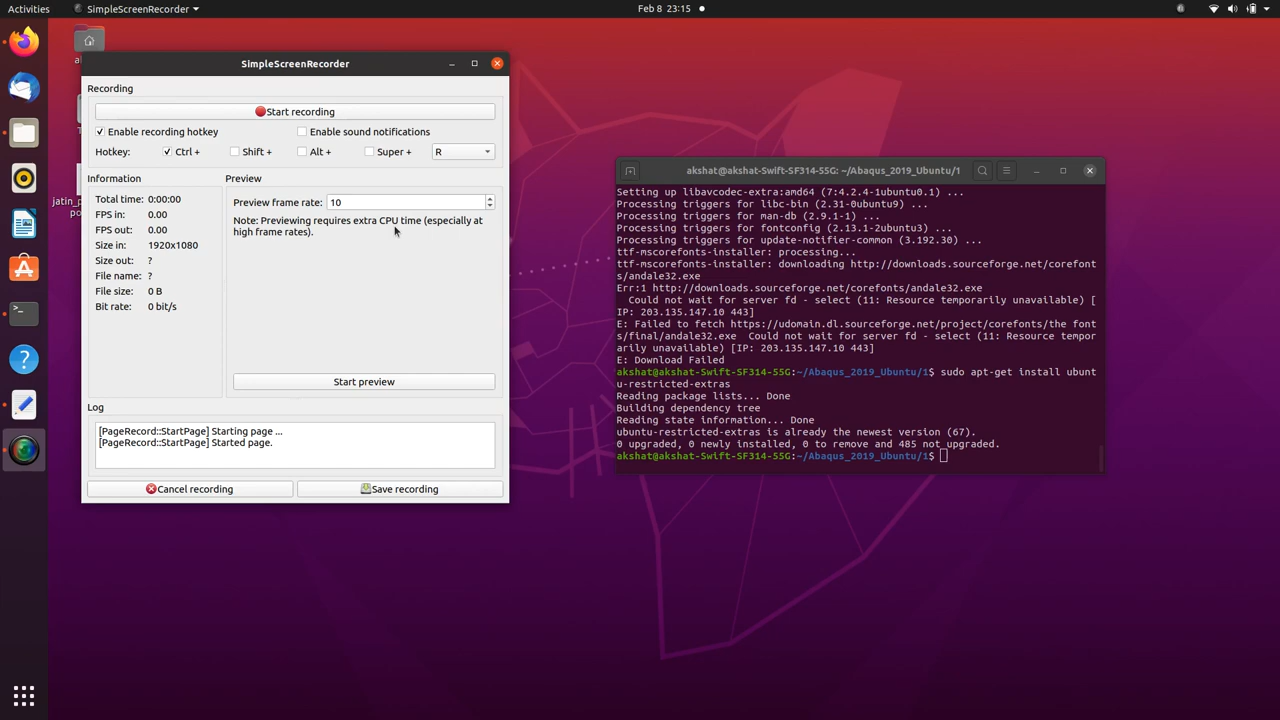 Activities
SimpleScreenRecorder
Feb 8 23:15
SimpleScreenRecorder
Recording
Start recording
Enable recording hotkey
Enable sound notifications
Hotkey:
Ctrl +
Shift +
Alt +
Super +
R
Information
Total time: 0:00:00
FPS in: 0.00
FPS out: 0.00
Size in: 1920x1080
Size out: ?
File name: ?
File size: 0 B
Bit rate: 0 bit/s
Preview
Preview frame rate: 10
Note: Previewing requires extra CPU time (especially at
high frame rates).
Start preview
Log
[PageRecord::StartPage] Starting page ...
[PageRecord::StartPage] Started page.
Cancel recording
Save recording
akshat@akshat-Swift-SF314-55G: ~/Abaqus_2019_Ubuntu/1
Setting up libavcodec-extra:amd64 (7:4.2.4-1ubuntu0.1) ...
Processing triggers for libc-bin (2.31-0ubuntu9) ...
Processing triggers for man-db (2.9.1-1) ...
Processing triggers for fontconfig (2.13.1-2ubuntu3) ...
Processing triggers for update-notifier-common (3.192.30) ...
ttf-mscorefonts-installer: processing...
ttf-mscorefonts-installer: downloading http://downloads.sourceforge.net/corefont
s/andale32.exe
Err:1 http://downloads.sourceforge.net/corefonts/andale32.exe
Could not wait for server fd - select (11: Resource temporarily unavailable) [
IP: 203.135.147.10 443]
E: Failed to fetch https://udomain.dl.sourceforge.net/project/corefonts/the font
s/final/andale32.exe  Could not wait for server fd - select (11: Resource tempor
arily unavailable) [IP: 203.135.147.10 443]
E: Download Failed
akshat@akshat-Swift-SF314-55G:~/Abaqus_2019_Ubuntu/1$ sudo apt-get install ubunt
u-restricted-extras
Reading package lists... Done
Building dependency tree
Reading state information... Done
ubuntu-restricted-extras is already the newest version (67).
0 upgraded, 0 newly installed, 0 to remove and 485 not upgraded.
akshat@akshat-Swift-SF314-55G:~/Abaqus_2019_Ubuntu/1$